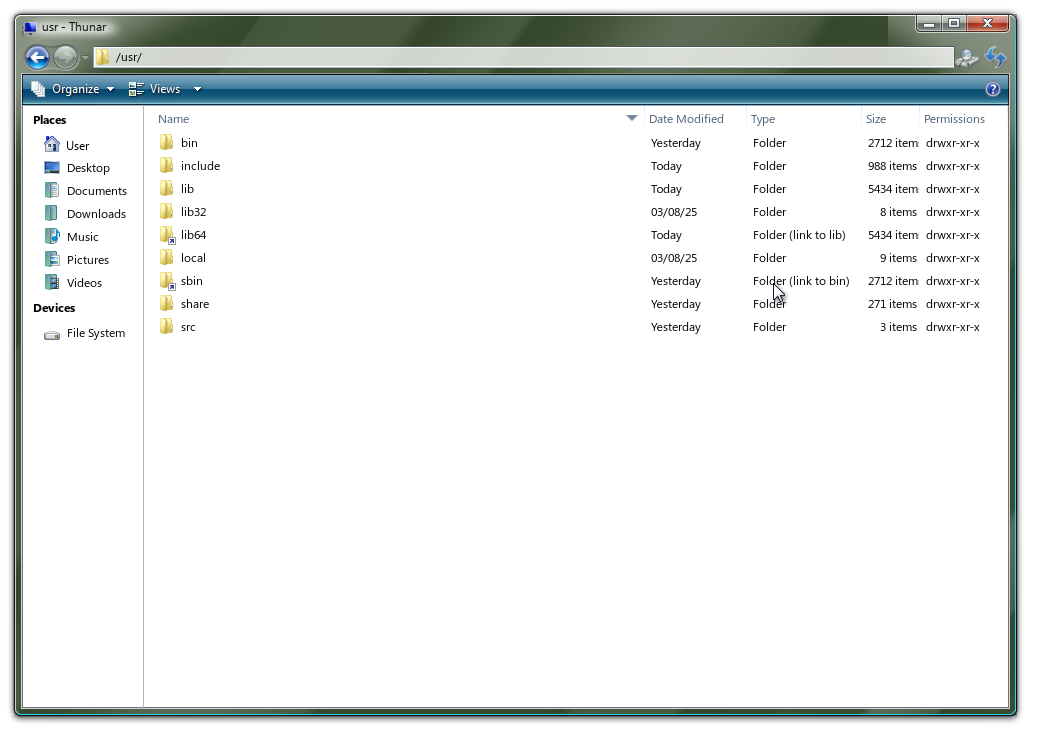 usr - Thunar
/usr/
Organize Views
Places
User
Desktop
Documents
Downloads
Music
Pictures
Videos
Devices
File System
Name Date Modified Type Size Permissions
bin Yesterday Folder 2712 item drwxr-xr-x
include Today Folder 988 items drwxr-xr-x
lib Today Folder 5434 item drwxr-xr-x
lib32 03/08/25 Folder 8 items drwxr-xr-x
lib64 Today Folder (link to lib) 5434 item drwxr-xr-x
local 03/08/25 Folder 9 items drwxr-xr-x
sbin Yesterday Folder (link to bin) 2712 item drwxr-xr-x
share Yesterday Folder 271 items drwxr-xr-x
src Yesterday Folder 3 items drwxr-xr-x